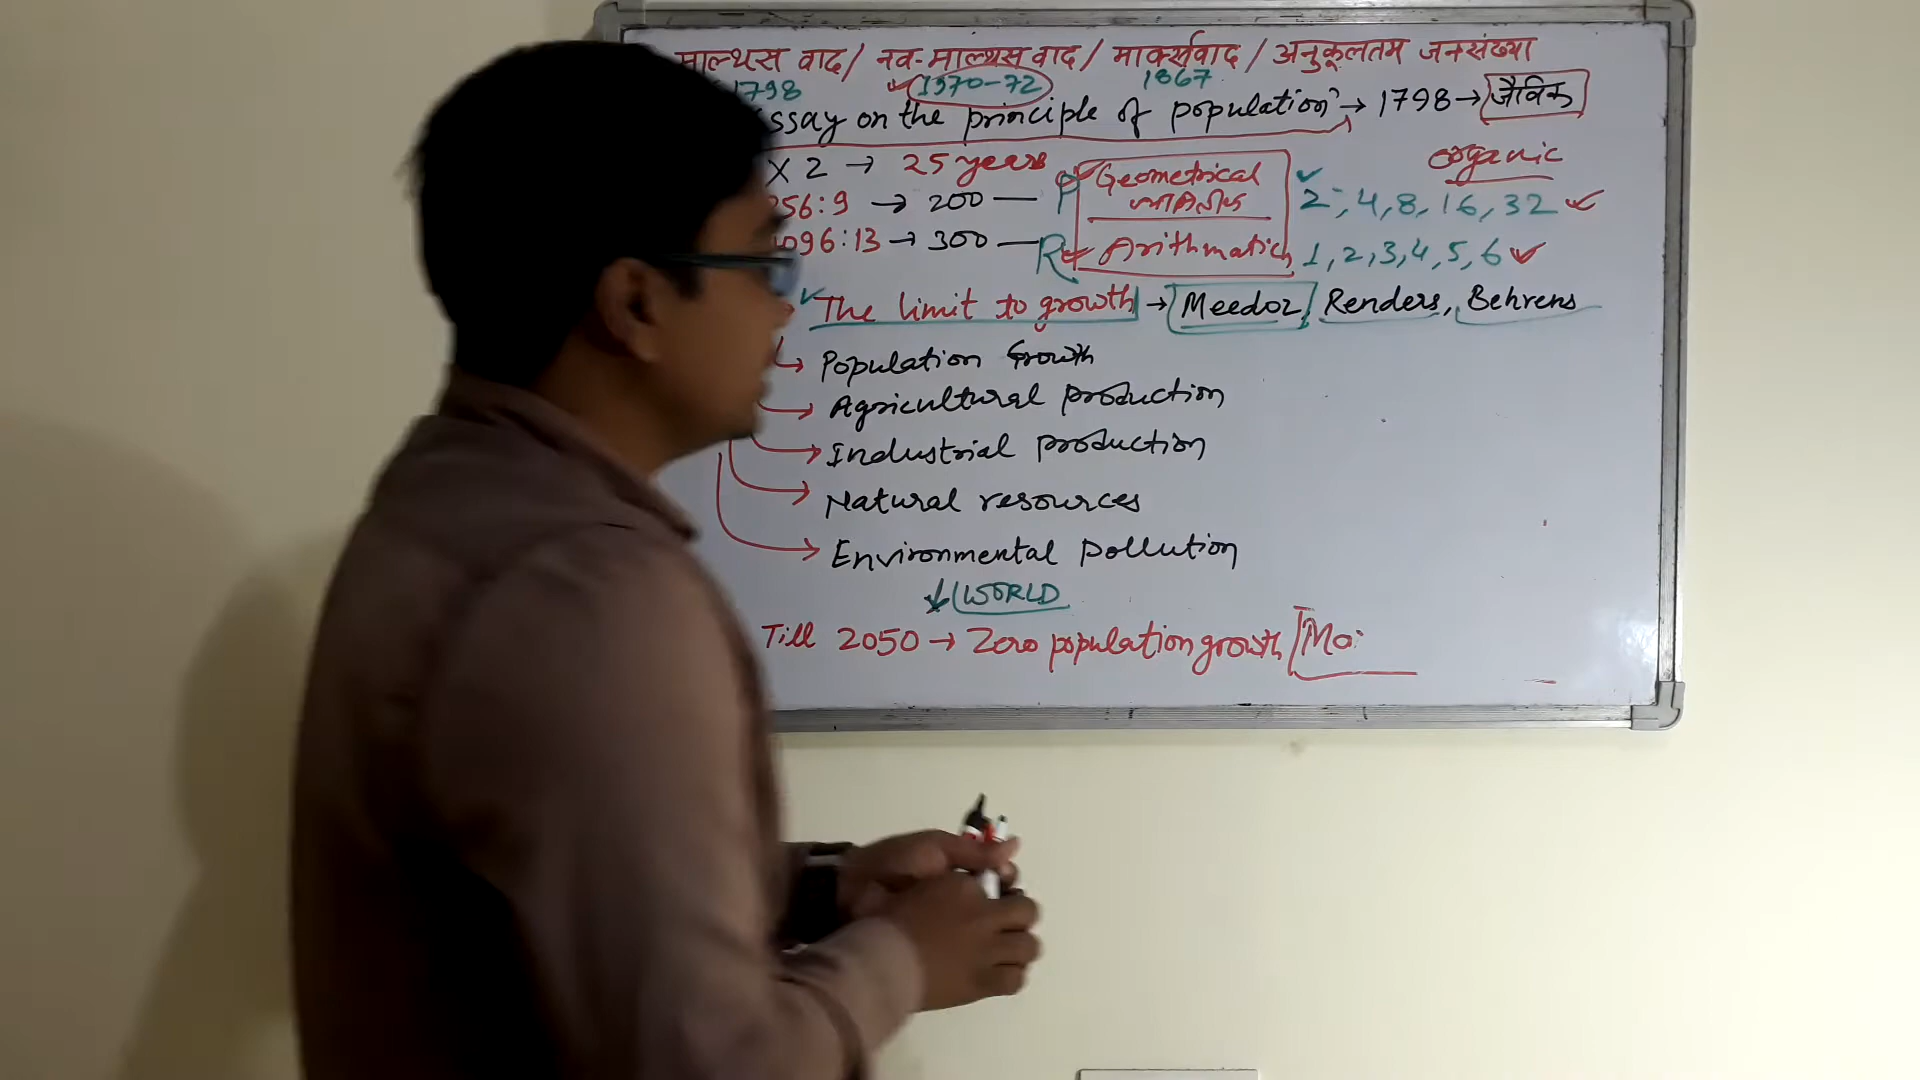 माल्थस वाद / नव-माल्थस वाद / मार्क्सवाद / अनुकूलतम जनसंख्या
1798 1970-72 1867
ssay on the principle of population" → 1798 → जैविक
organic
X 2 → 25 years
256:9 → 200 — P Geometrical 2, 4, 8, 16, 32
096:13 → 300 — R Arithmatic 1, 2, 3, 4, 5, 6
The limit to growth → Meedoz, Renders, Behrens
Population Growth
Agricultural production
Industrial production
Natural resources
Environmental pollution
WORLD
Till 2050 → Zero population growth